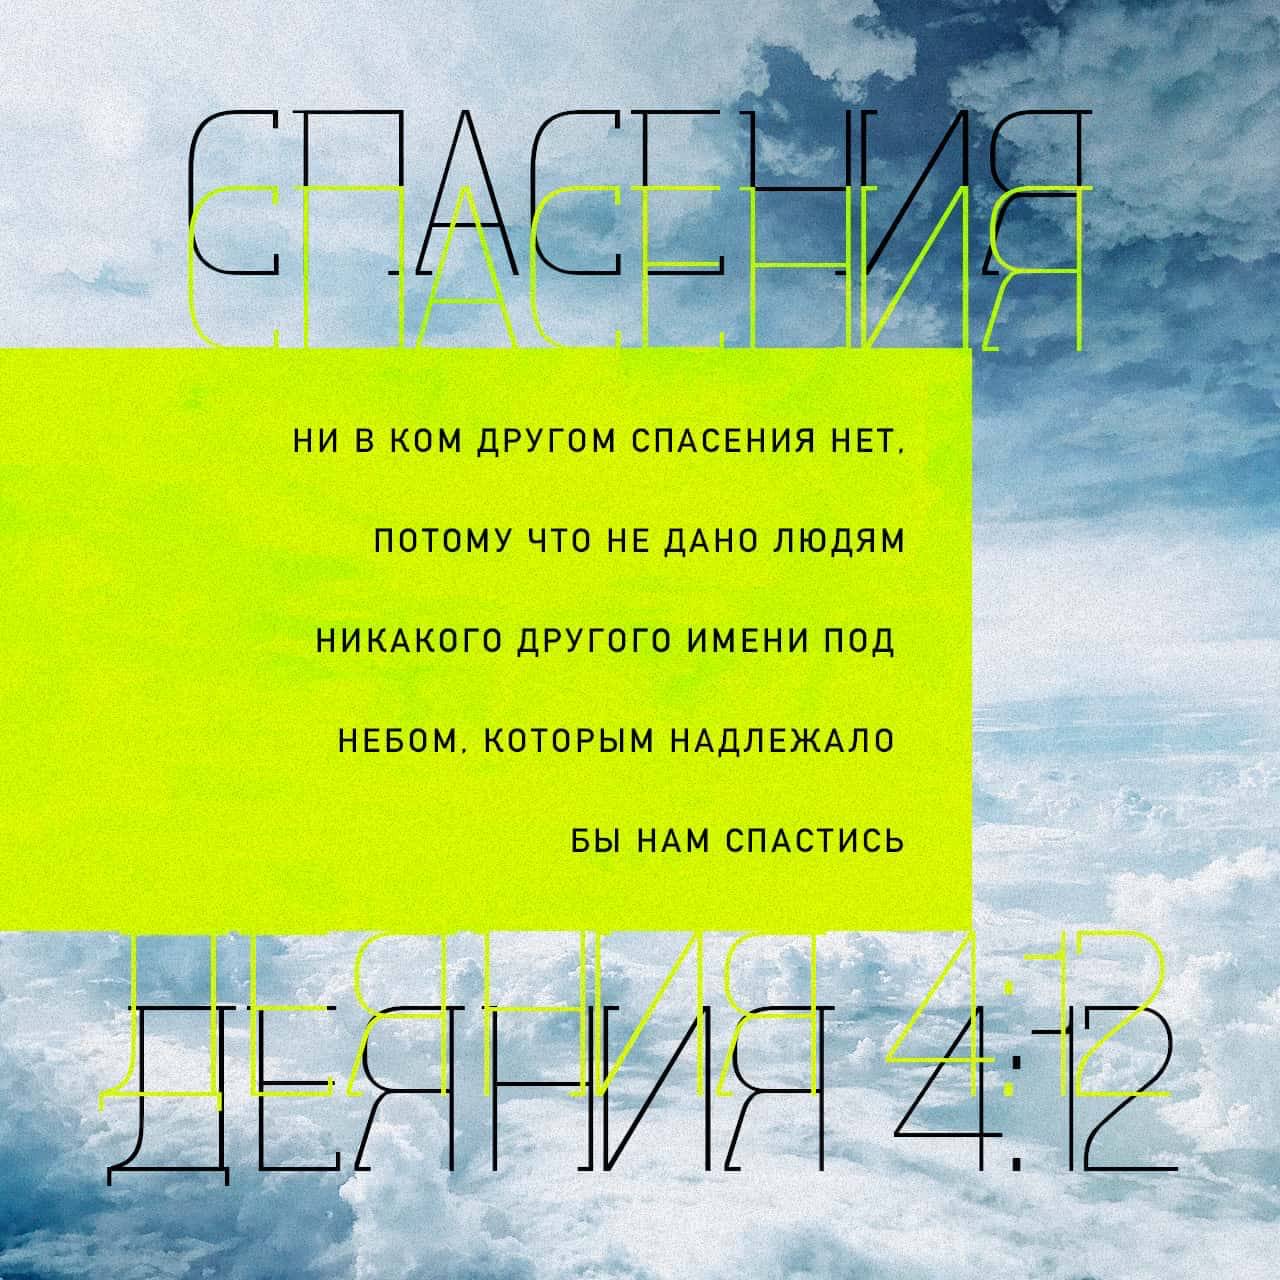 СПАСЕНИЯ
СПАСЕНИЯ
НИ В КОМ ДРУГОМ СПАСЕНИЯ НЕТ,
ПОТОМУ ЧТО НЕ ДАНО ЛЮДЯМ
НИКАКОГО ДРУГОГО ИМЕНИ ПОД
НЕБОМ, КОТОРЫМ НАДЛЕЖАЛО
БЫ НАМ СПАСТИСЬ
ДЕЯНИЯ 4:12
ДЕЯНИЯ 4:12